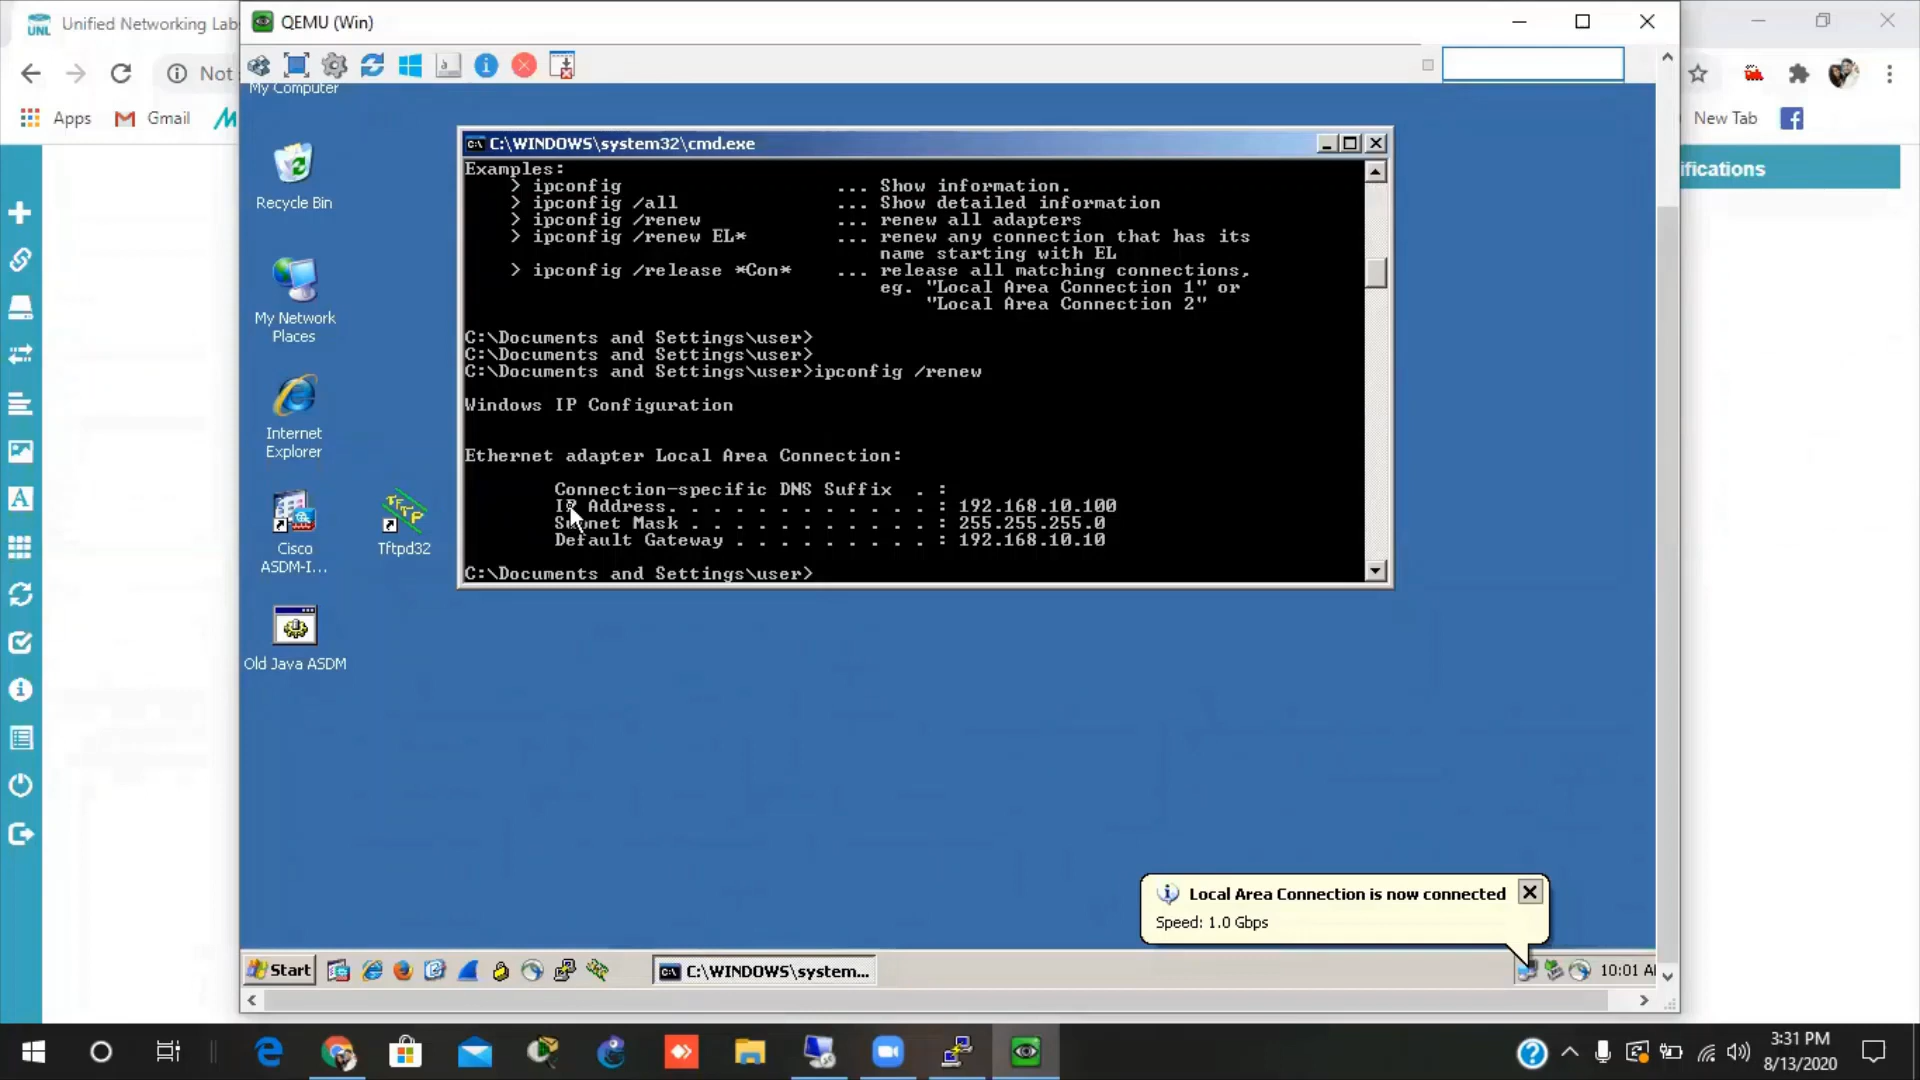 Unified Networking Lab
QEMU (Win)
Not
Apps
Gmail
New Tab
ifications
My Computer
Recycle Bin
My Network
Places
Internet
Explorer
Cisco
ASDM-I...
Tftpd32
Old Java ASDM
C:\WINDOWS\system32\cmd.exe
Examples:
> ipconfig ... Show information.
> ipconfig /all ... Show detailed information
> ipconfig /renew ... renew all adapters
> ipconfig /renew EL* ... renew any connection that has its
name starting with EL
> ipconfig /release *Con* ... release all matching connections,
eg. "Local Area Connection 1" or
"Local Area Connection 2"
C:\Documents and Settings\user>
C:\Documents and Settings\user>
C:\Documents and Settings\user>ipconfig /renew
Windows IP Configuration
Ethernet adapter Local Area Connection:
Connection-specific DNS Suffix . :
IP Address. . . . . . . . . . . . : 192.168.10.100
Subnet Mask . . . . . . . . . . . : 255.255.255.0
Default Gateway . . . . . . . . . : 192.168.10.10
C:\Documents and Settings\user>
Local Area Connection is now connected
Speed: 1.0 Gbps
Start
C:\WINDOWS\system...
10:01 A
3:31 PM
8/13/2020